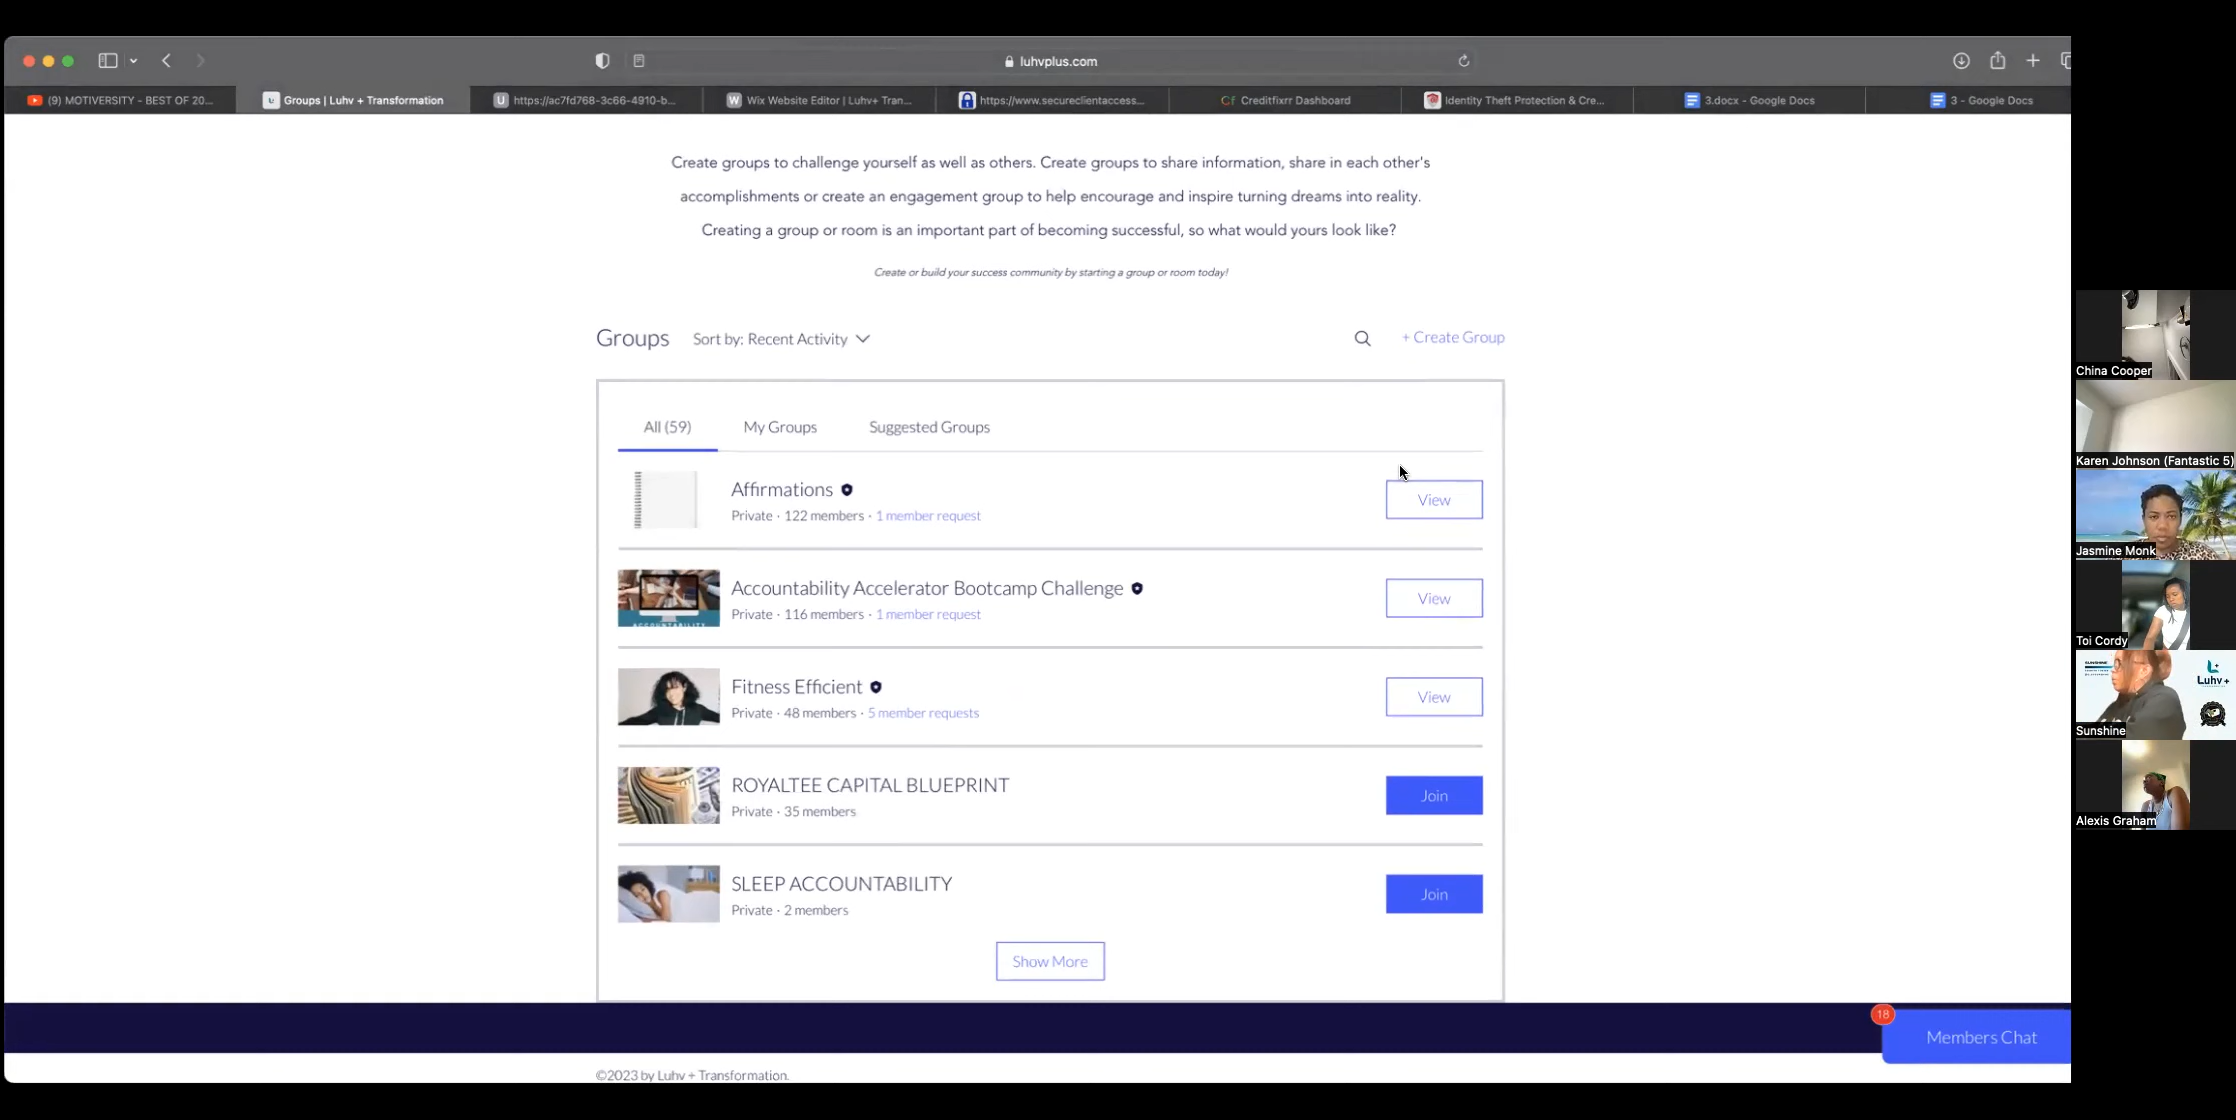 luhvplus.com
(9) MOTIVERSITY - BEST OF 20...
Groups | Luhv + Transformation
https://ac7fd768-3c66-4910-b...
Wix Website Editor | Luhv+ Tran...
https://www.secureclientaccess...
Creditfixrr Dashboard
Identity Theft Protection & Cre...
3.docx - Google Docs
3 - Google Docs
Create groups to challenge yourself as well as others. Create groups to share information, share in each other's
accomplishments or create an engagement group to help encourage and inspire turning dreams into reality.
Creating a group or room is an important part of becoming successful, so what would yours look like?
Create or build your success community by starting a group or room today!
Groups
Sort by: Recent Activity
+ Create Group
All (59)
My Groups
Suggested Groups
Affirmations
Private · 122 members · 1 member request
View
Accountability Accelerator Bootcamp Challenge
Private · 116 members · 1 member request
View
Fitness Efficient
Private · 48 members · 5 member requests
View
ROYALTEE CAPITAL BLUEPRINT
Private · 35 members
Join
SLEEP ACCOUNTABILITY
Private · 2 members
Join
Show More
18
Members Chat
©2023 by Luhv + Transformation.
China Cooper
Karen Johnson (Fantastic 5)
Jasmine Monk
Toi Cordy
SUNSHINE
Luhv+
Sunshine
Alexis Graham